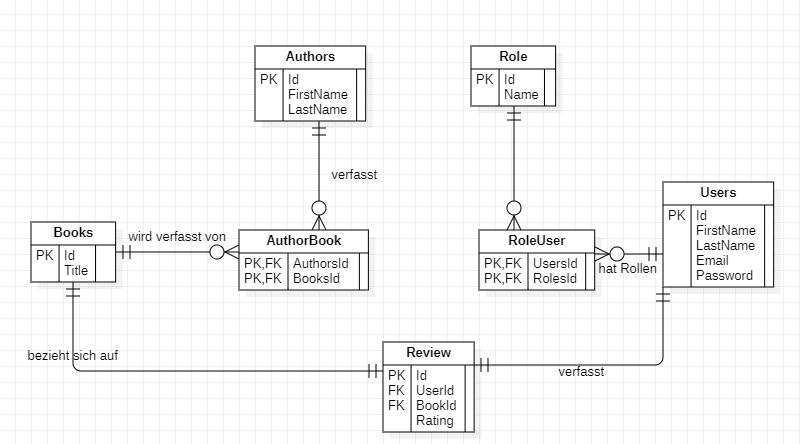 Authors
PK Id
FirstName
LastName
Role
PK Id
Name
verfasst
Users
PK Id
FirstName
LastName
Email
Password
Books
PK Id
Title
wird verfasst von
AuthorBook
PK,FK AuthorsId
PK,FK BooksId
RoleUser
PK,FK UsersId
PK,FK RolesId
hat Rollen
bezieht sich auf
Review
PK Id
FK UserId
FK BookId
Rating
verfasst